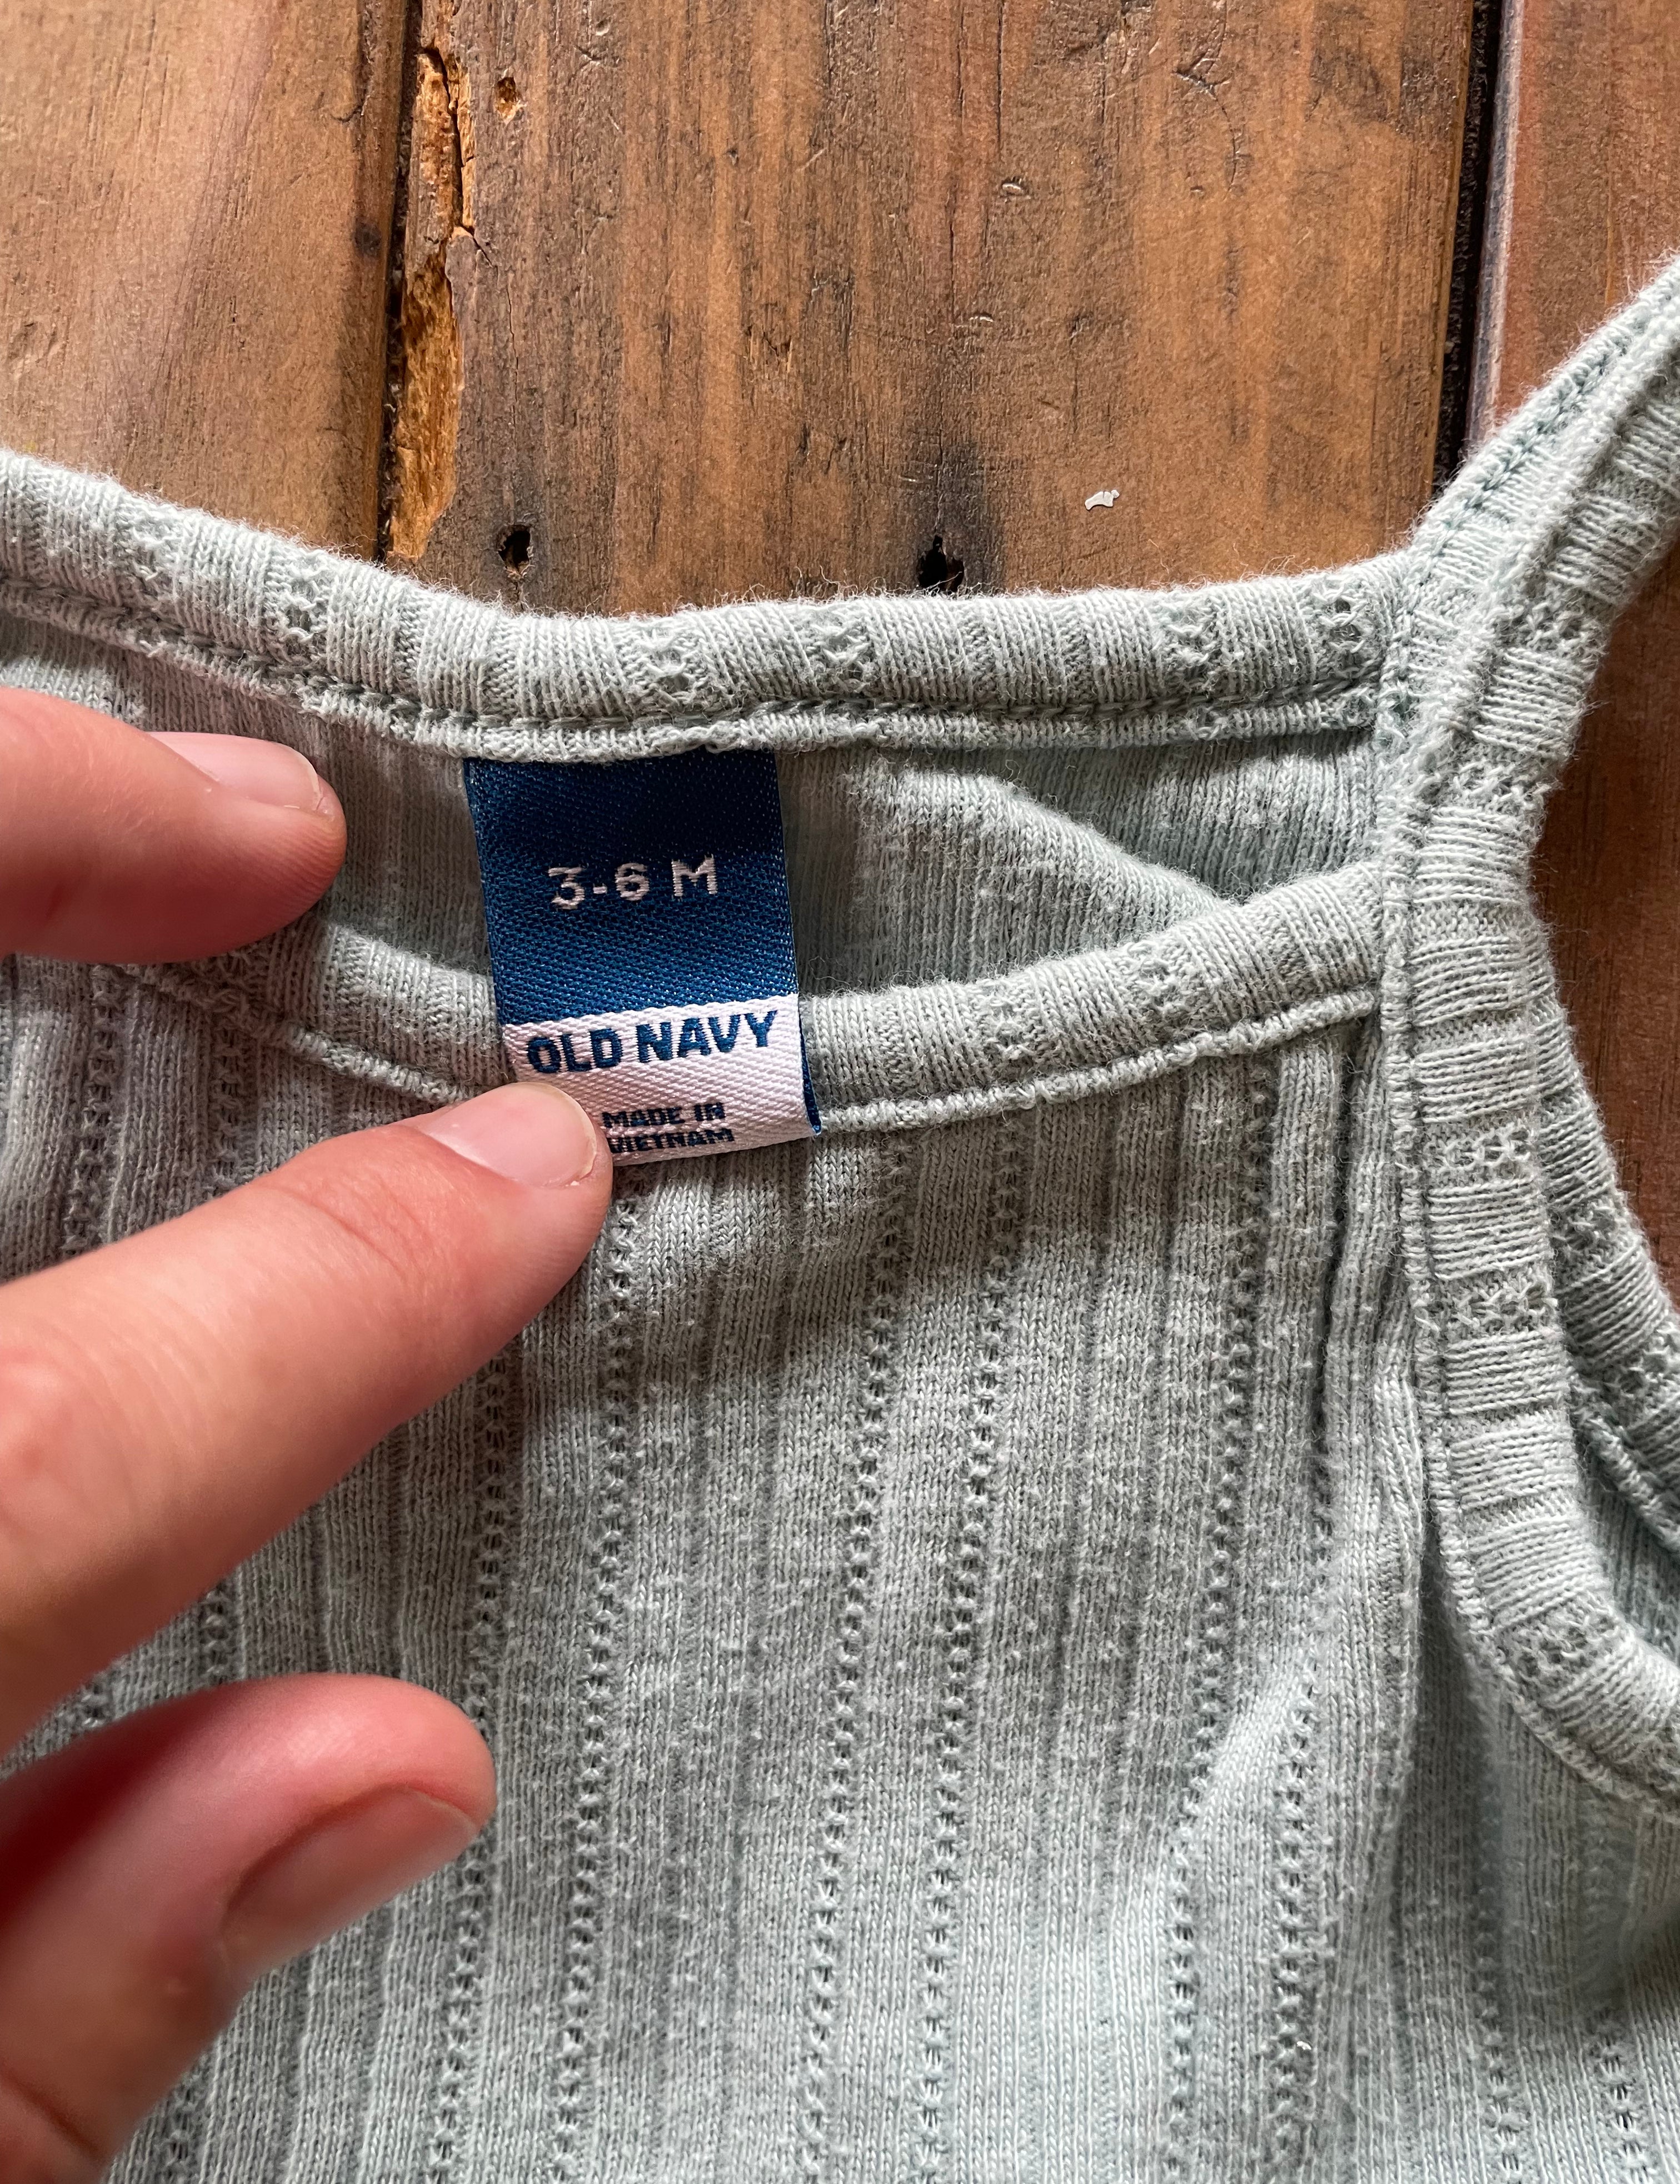 3-6 M
OLD NAVY
MADE IN
VIETNAM